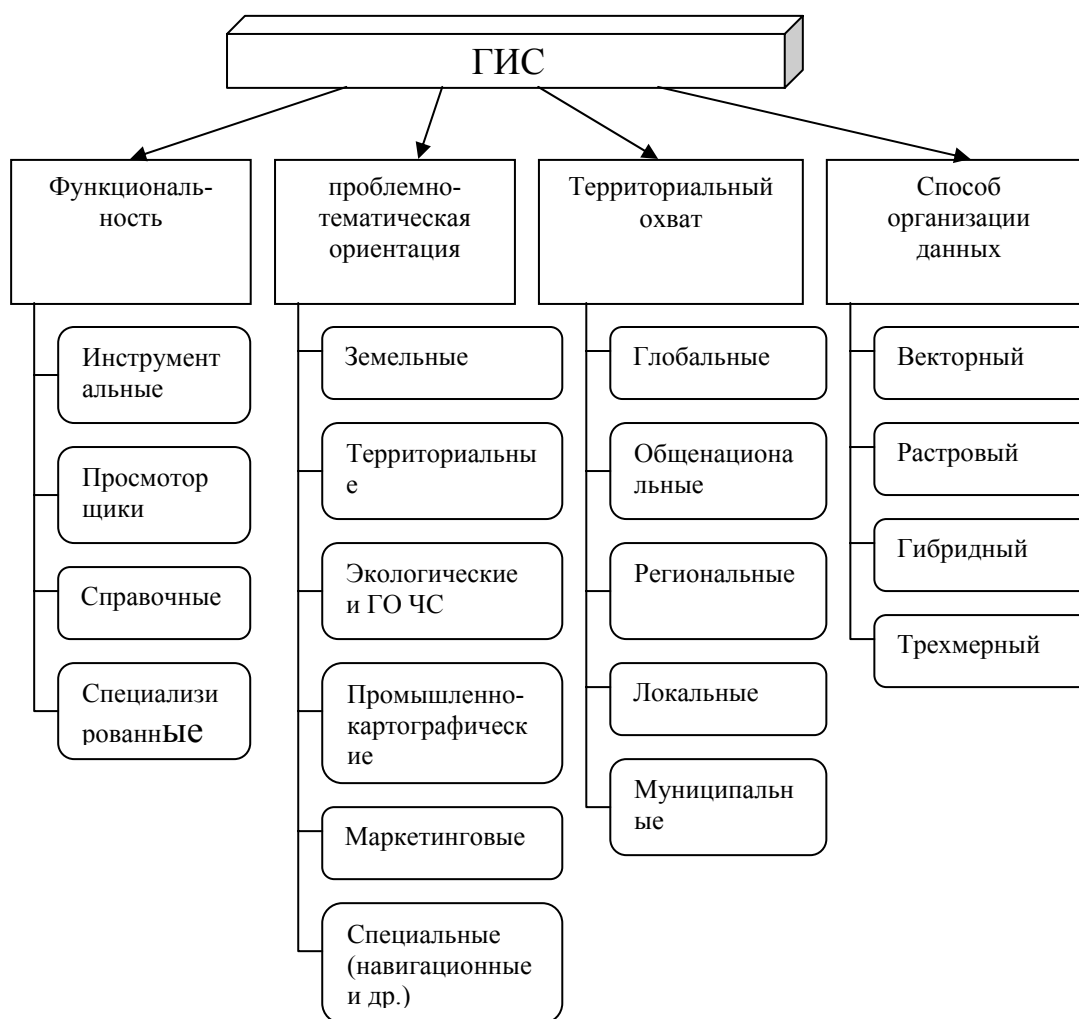 ГИС
Функциональ-
ность
Инструмент
альные
Просмотор
щики
Справочные
Специализи
рованные
проблемно-
тематическая
ориентация
Земельные
Территориальны
е
Экологические
и ГО ЧС
Промышленно-
картографическ
ие
Маркетинговые
Специальные
(навигационные
и др.)
Территориальный
охват
Глобальные
Общенациона
льные
Региональные
Локальные
Муниципальн
ые
Способ
организации
данных
Векторный
Растровый
Гибридный
Трехмерный